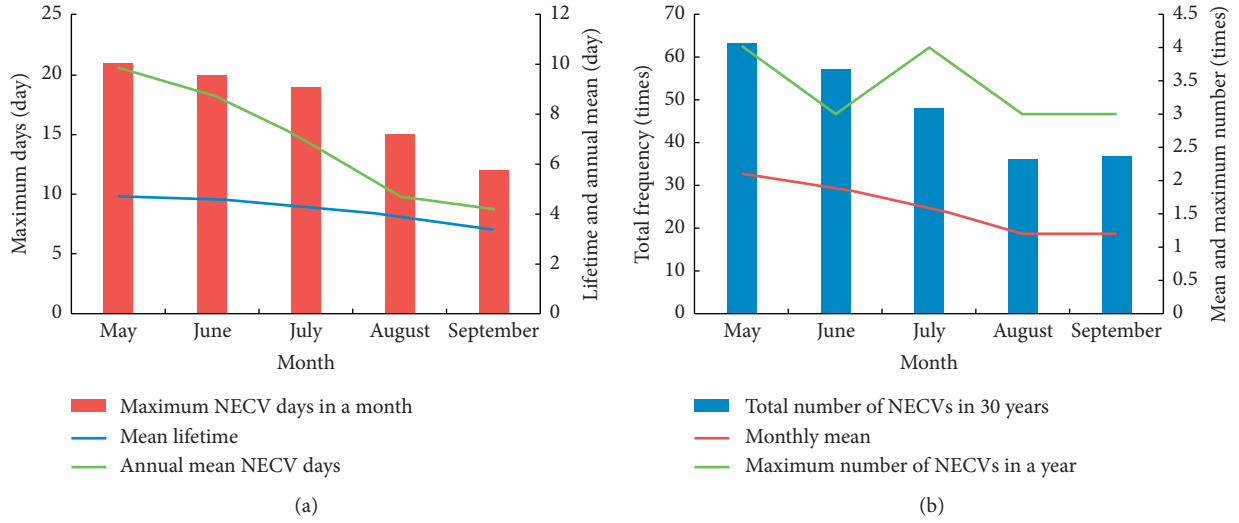 25
20
15
10
5
0
Maximum days (day)
12
10
8
6
4
2
0
Lifetime and annual mean (day)
May June July August September
Month
Maximum NECV days in a month
Mean lifetime
Annual mean NECV days
(a)
70
60
50
40
30
20
10
0
Total frequency (times)
4.5
4
3.5
3
2.5
2
1.5
1
0.5
0
Mean and maximum number (times)
May June July August September
Month
Total number of NECVs in 30 years
Monthly mean
Maximum number of NECVs in a year
(b)